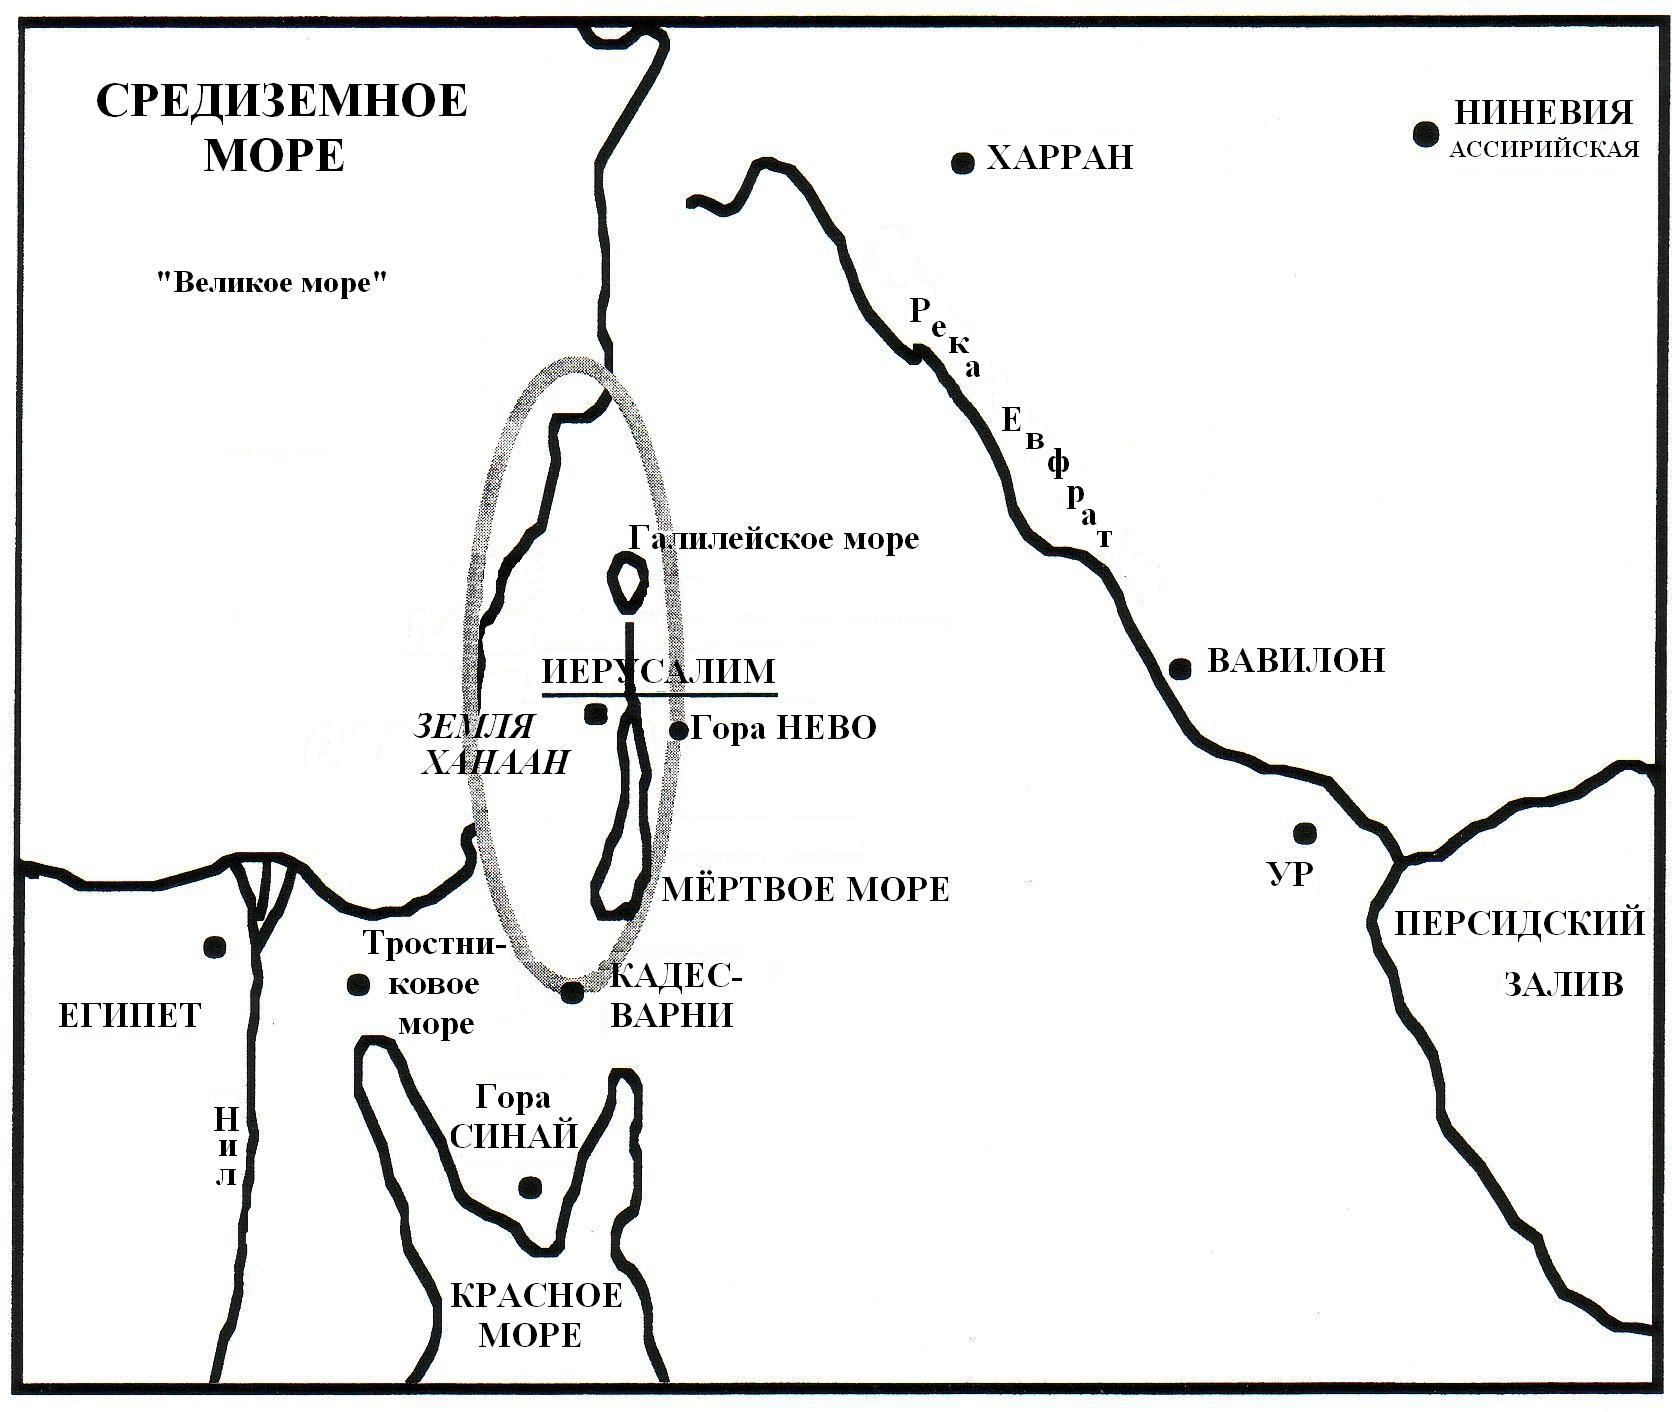 СРЕДИЗЕМНОЕ
МОРЕ
"Великое море"
ХАРРАН
НИНЕВИЯ
АССИРИЙСКАЯ
Река
Евфрат
Галилейское море
ИЕРУСАЛИМ
ВАВИЛОН
ЗЕМЛЯ
ХАНААН
Гора НЕВО
УР
МЁРТВОЕ МОРЕ
ПЕРСИДСКИЙ
ЗАЛИВ
Тростни-
ковое
море
КАДЕС-
ВАРНИ
ЕГИПЕТ
Нил
Гора
СИНАЙ
КРАСНОЕ
МОРЕ